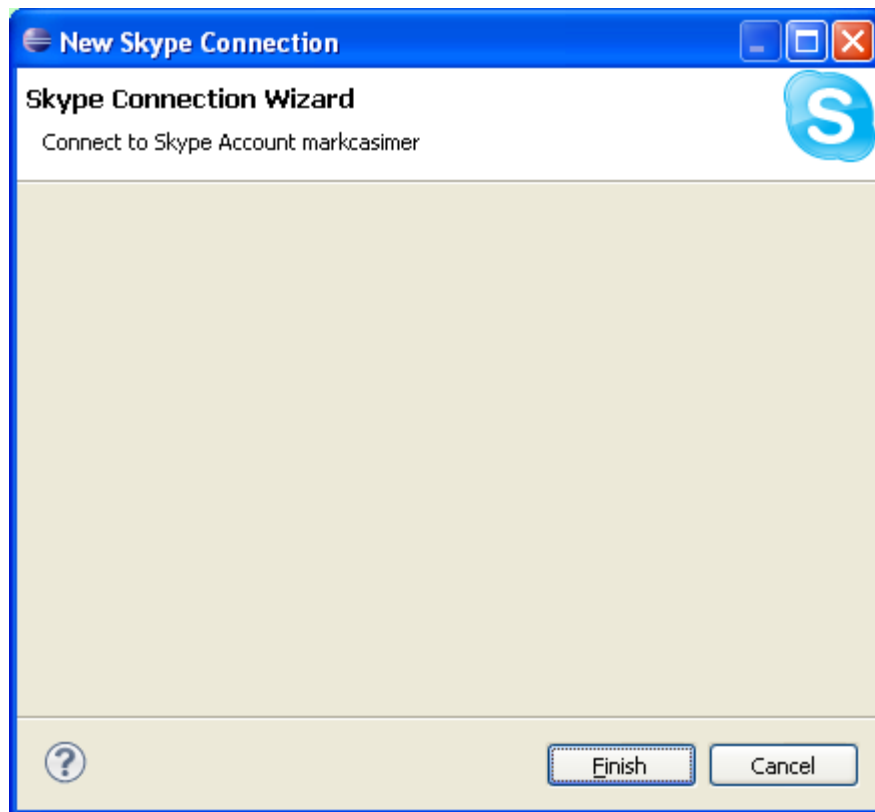 New Skype Connection
Skype Connection Wizard
Connect to Skype Account markcasimer
S
?
Finish
Cancel